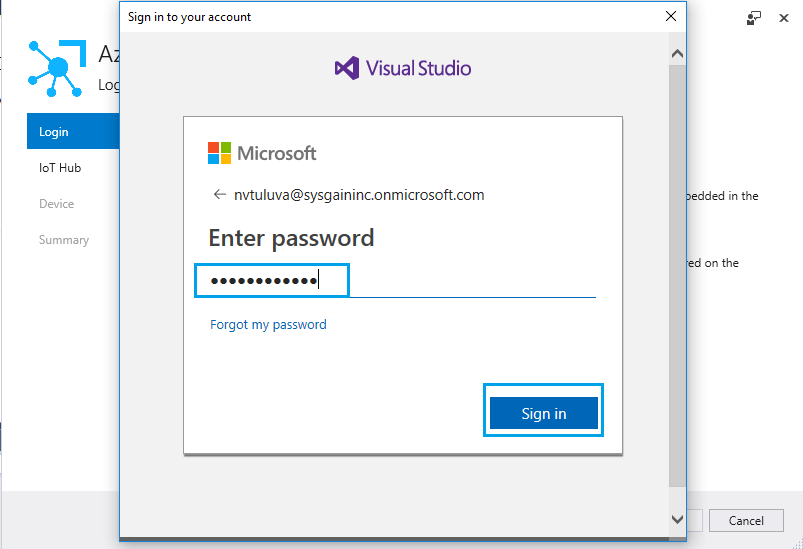 Sign in to your account
Visual Studio
Az
Log
Login
IoT Hub
Device
Summary
Microsoft
nvtuluva@sysgaininc.onmicrosoft.com
Enter password
••••••••••••
Forgot my password
Sign in
bedded in the
red on the
Cancel